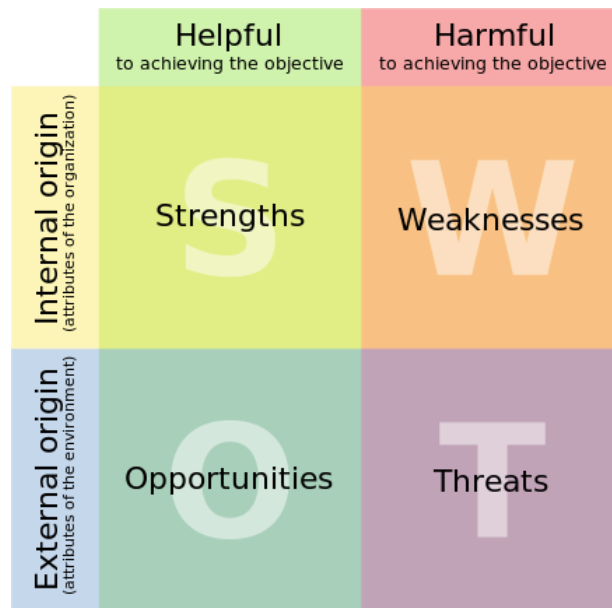 Helpful
to achieving the objective
Harmful
to achieving the objective
Internal origin
(attributes of the organization)
S
Strengths
W
Weaknesses
External origin
(attributes of the environment)
O
Opportunities
T
Threats